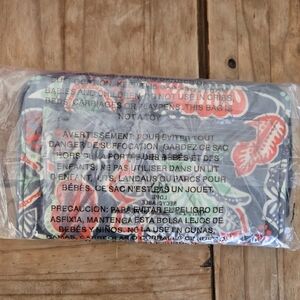 BABIES AND CHILDREN. DO NOT USE IN CRIBS,
BEDS, CARRIAGES OR PLAYPENS. THIS BAG IS
NOT A TOY
AVERTISSEMENT: POUR ÉVITER TOUT
DANGER DE SUFFOCATION, GARDEZ CE SAC
HORS DE LA PORTÉE DES BÉBÉS ET DES
ENFANTS. NE PAS UTILISER DANS UN LIT
D'ENFANT, LITS, LANDAUS OU PARCS POUR
BÉBÉS. CE SAC N'EST PAS UN JOUET.
PRECAUCIÓN: PARA EVITAR EL PELIGRO DE
ASFIXIA, MANTENGA ESTA BOLSA LEJOS DE
BEBÉS Y NIÑOS. NO LA USE EN CUNAS,
CAMAS,